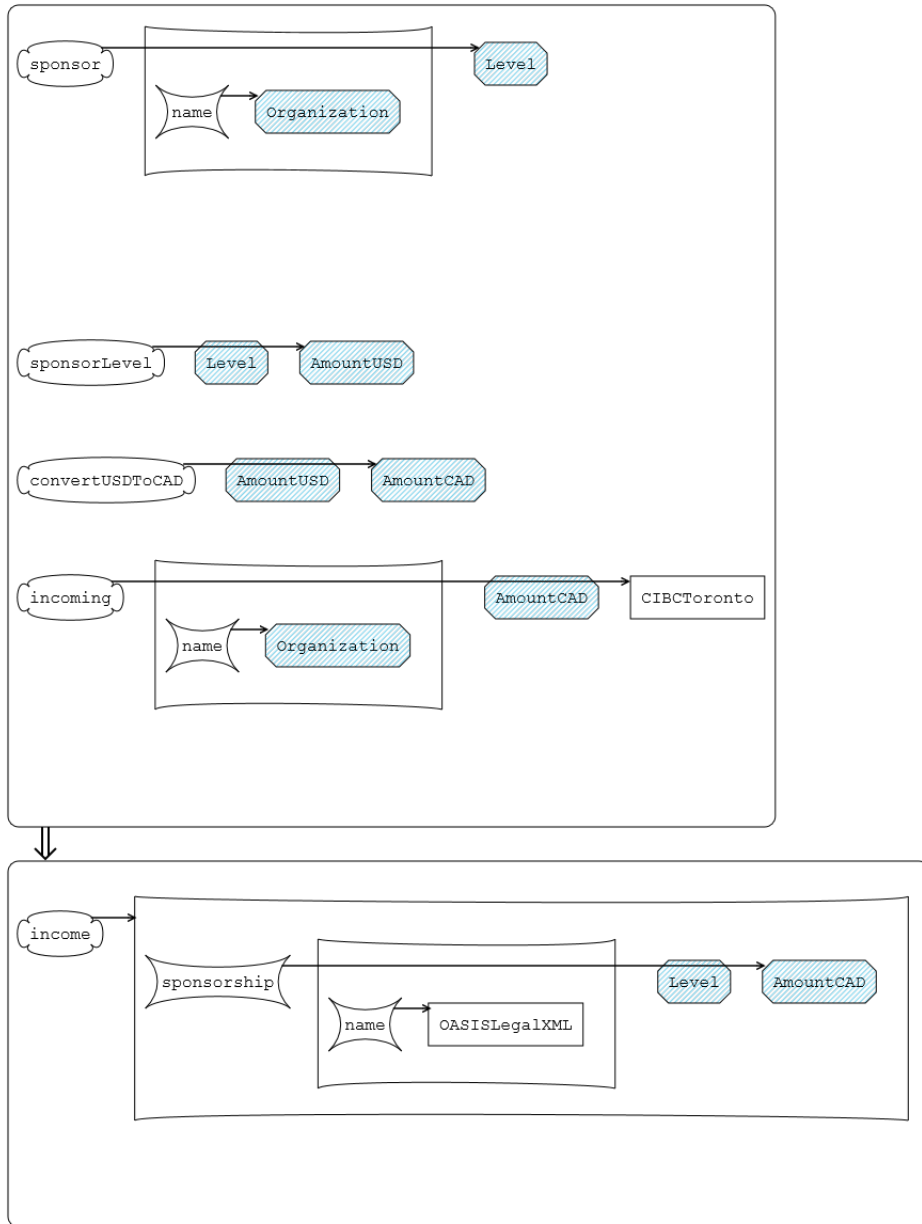 sponsor Level
name Organization
sponsorLevel Level AmountUSD
convertUSDToCAD AmountUSD AmountCAD
incoming AmountCAD CIBCToronto
name Organization
income
sponsorship Level AmountCAD
name OASISLegalXML